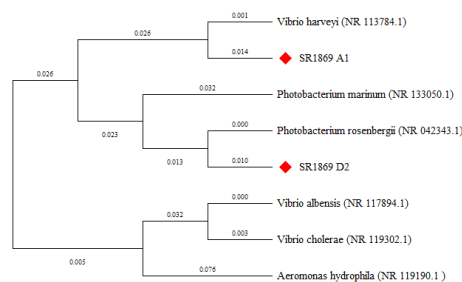 0.001
Vibrio harveyi (NR 113784.1)
0.026
0.014
SR1869 A1
0.026
0.032
Photobacterium marinum (NR 133050.1)
0.023
0.000
Photobacterium rosenbergii (NR 042343.1)
0.013
0.010
SR1869 D2
0.000
Vibrio albensis (NR 117894.1)
0.032
0.003
Vibrio cholerae (NR 119302.1)
0.005
0.076
Aeromonas hydrophila (NR 119190.1 )